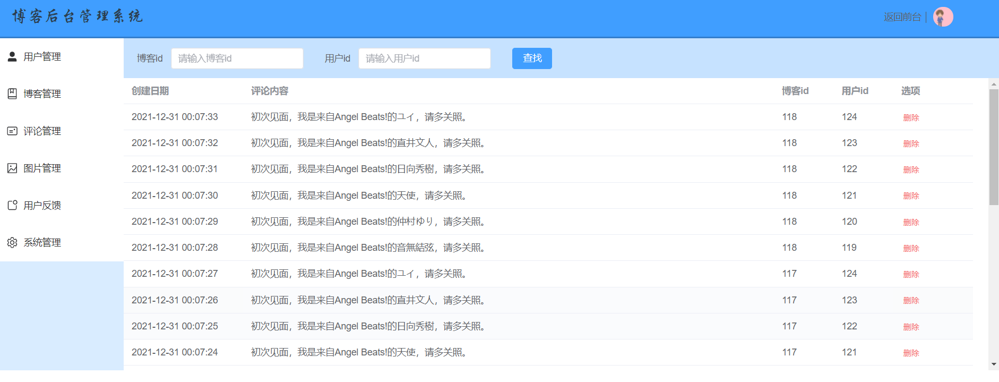 博客后台管理系统
返回前台 |
用户管理
博客管理
评论管理
图片管理
用户反馈
系统管理
博客id 请输入博客id 用户id 请输入用户id 查找
创建日期 评论内容 博客id 用户id 选项
2021-12-31 00:07:33 初次见面，我是来自Angel Beats!的ユイ，请多关照。 118 124 删除
2021-12-31 00:07:32 初次见面，我是来自Angel Beats!的直井文人，请多关照。 118 123 删除
2021-12-31 00:07:31 初次见面，我是来自Angel Beats!的日向秀樹，请多关照。 118 122 删除
2021-12-31 00:07:30 初次见面，我是来自Angel Beats!的天使，请多关照。 118 121 删除
2021-12-31 00:07:29 初次见面，我是来自Angel Beats!的仲村ゆり，请多关照。 118 120 删除
2021-12-31 00:07:28 初次见面，我是来自Angel Beats!的音無結弦，请多关照。 118 119 删除
2021-12-31 00:07:27 初次见面，我是来自Angel Beats!的ユイ，请多关照。 117 124 删除
2021-12-31 00:07:26 初次见面，我是来自Angel Beats!的直井文人，请多关照。 117 123 删除
2021-12-31 00:07:25 初次见面，我是来自Angel Beats!的日向秀樹，请多关照。 117 122 删除
2021-12-31 00:07:24 初次见面，我是来自Angel Beats!的天使，请多关照。 117 121 删除